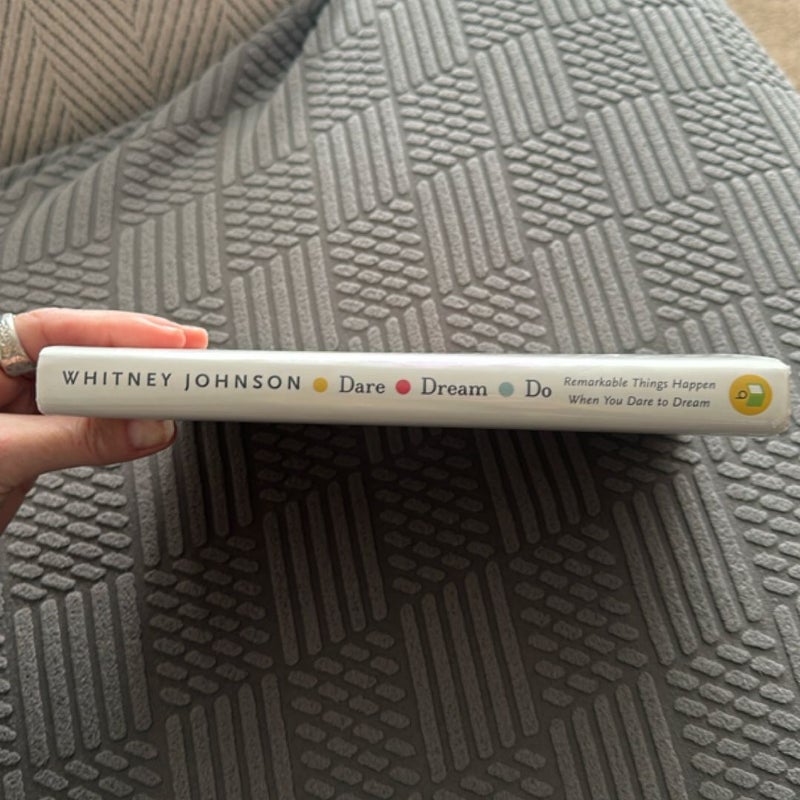 WHITNEY JOHNSON Dare Dream Do
Remarkable Things Happen
When You Dare to Dream
b